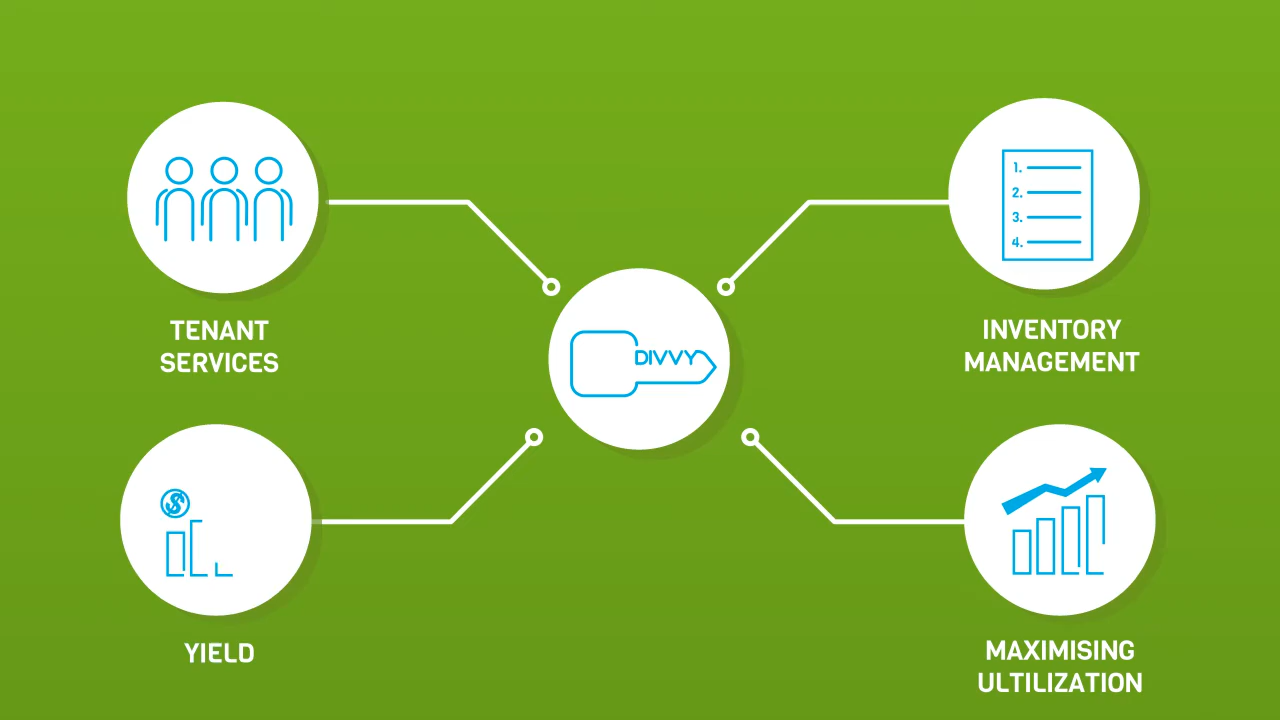 TENANT
SERVICES
INVENTORY
MANAGEMENT
1.
2.
3.
4.
DIVVY
$
YIELD
MAXIMISING
ULTILIZATION